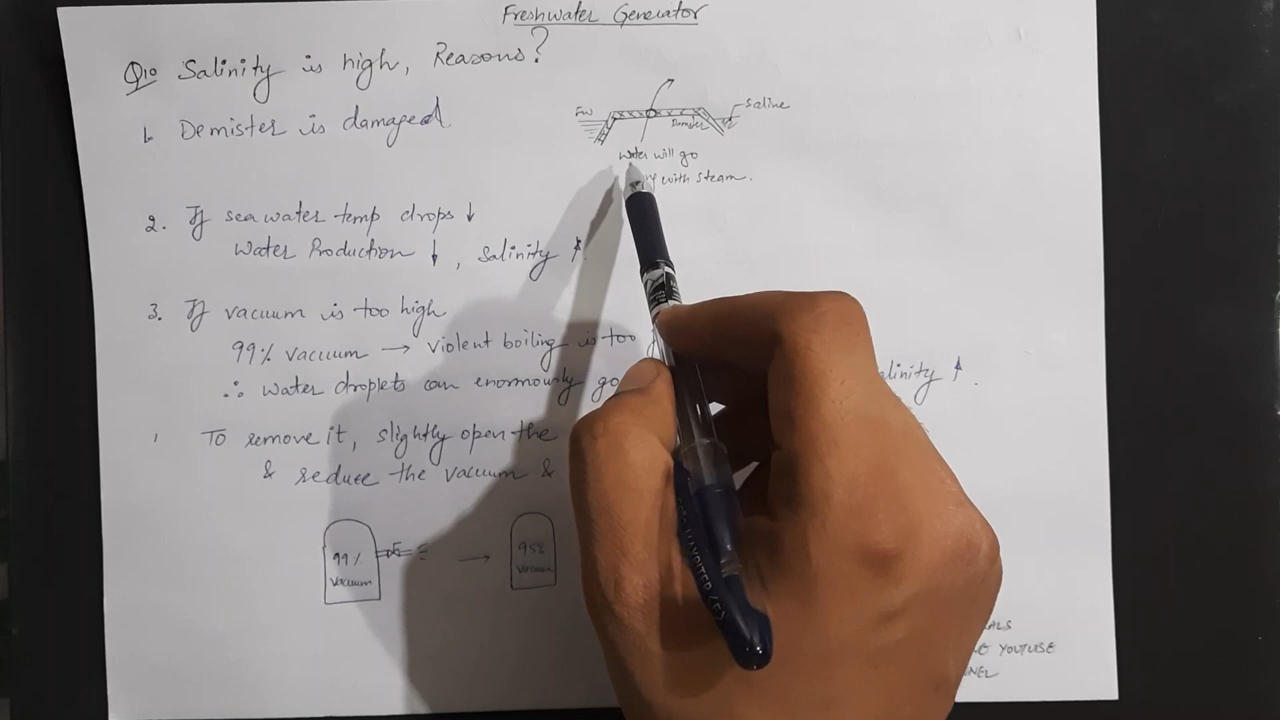 Freshwater Generator
Q10 Salinity is high, Reasons?
1. Demister is damaged
FW
Saline
Demister
Water will go
with steam.
2. If sea water temp drops ↓
Water Production ↓, Salinity ↑.
3. If vacuum is too high
99% vacuum → violent boiling is too
∴ water droplets can enormously go
Salinity ↑.
To remove it, slightly open the
& reduce the vacuum &
99%
vacuum
→
95%
vacuum
YOUTUBE